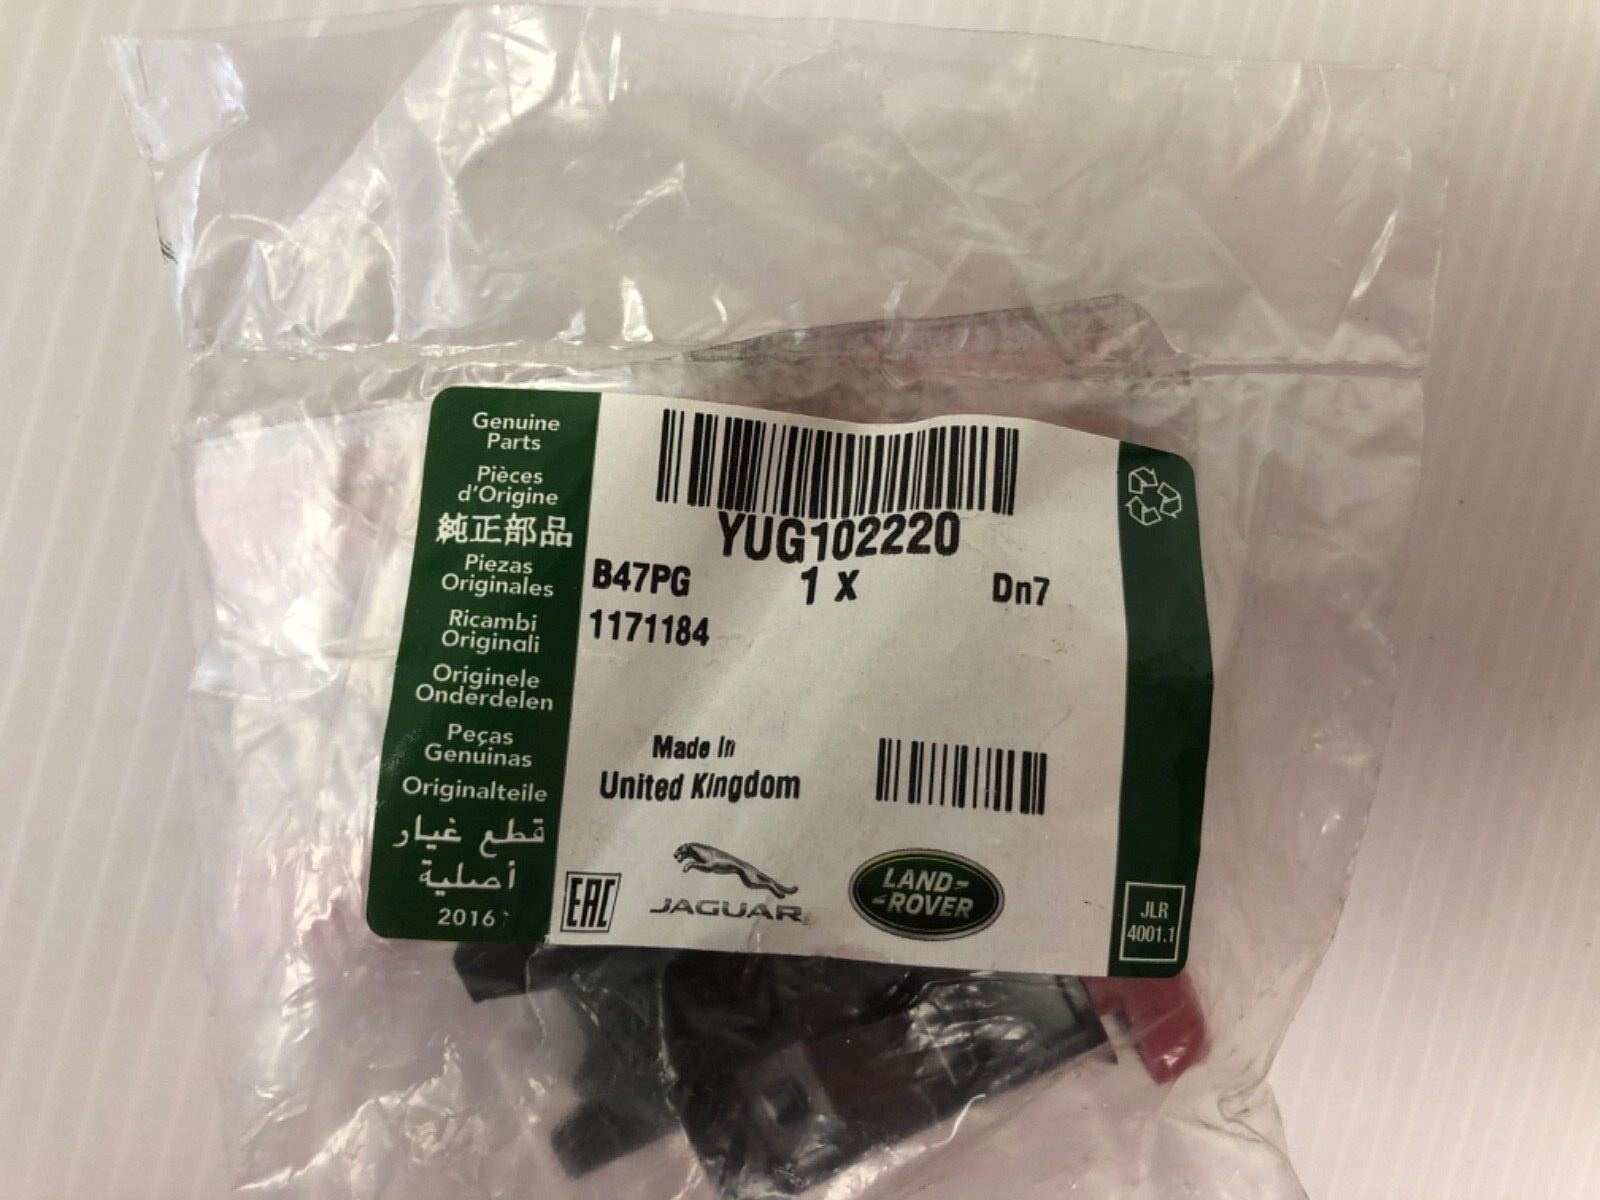 Genuine
Parts
Pièces
d'Origine
純正部品
Piezas
Originales
Ricambi
Originali
Originele
Onderdelen
Peças
Genuinas
Originalteile
قطع غيار
أصلية
2016
YUG102220
B47PG 1 X Dn7
1171184
Made In
United Kingdom
EAC
JAGUAR
LAND-
-ROVER
JLR
4001.1